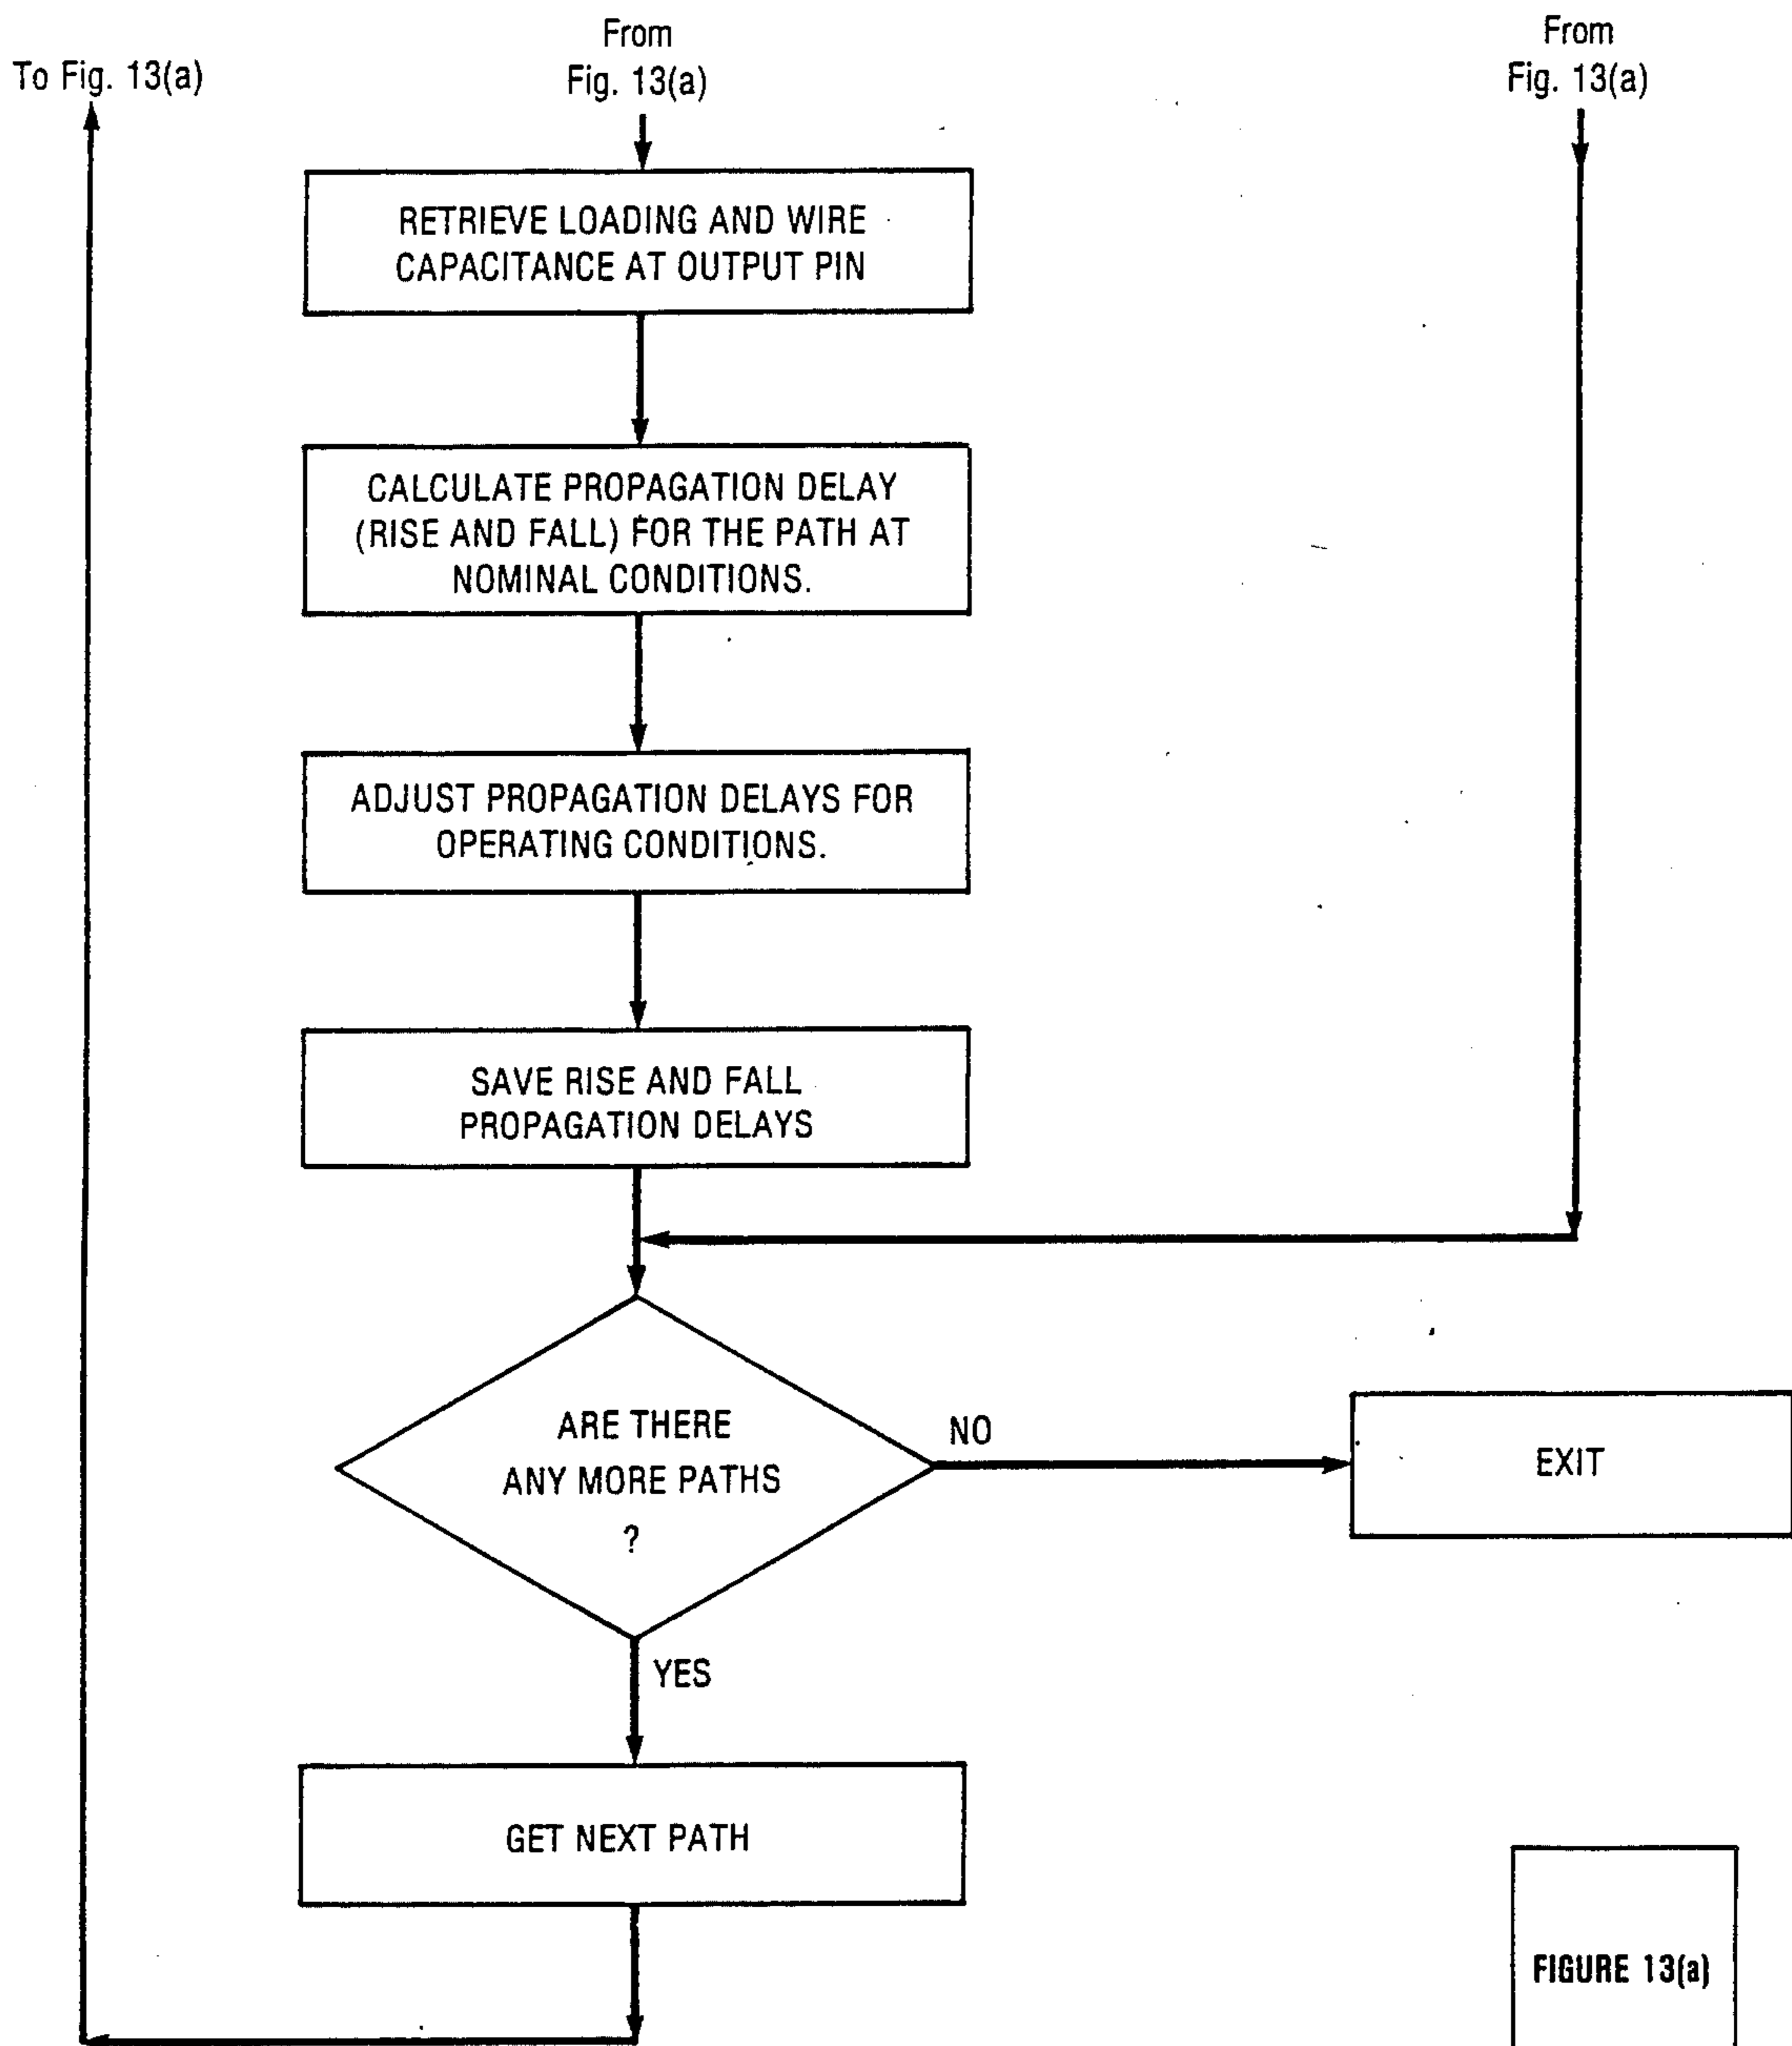 To Fig. 13(a)
From
Fig. 13(a)
From
Fig. 13(a)
RETRIEVE LOADING AND WIRE
CAPACITANCE AT OUTPUT PIN
CALCULATE PROPAGATION DELAY
(RISE AND FALL) FOR THE PATH AT
NOMINAL CONDITIONS.
ADJUST PROPAGATION DELAYS FOR
OPERATING CONDITIONS.
SAVE RISE AND FALL
PROPAGATION DELAYS
ARE THERE
ANY MORE PATHS
?
NO
EXIT
YES
GET NEXT PATH
FIGURE 13(a)